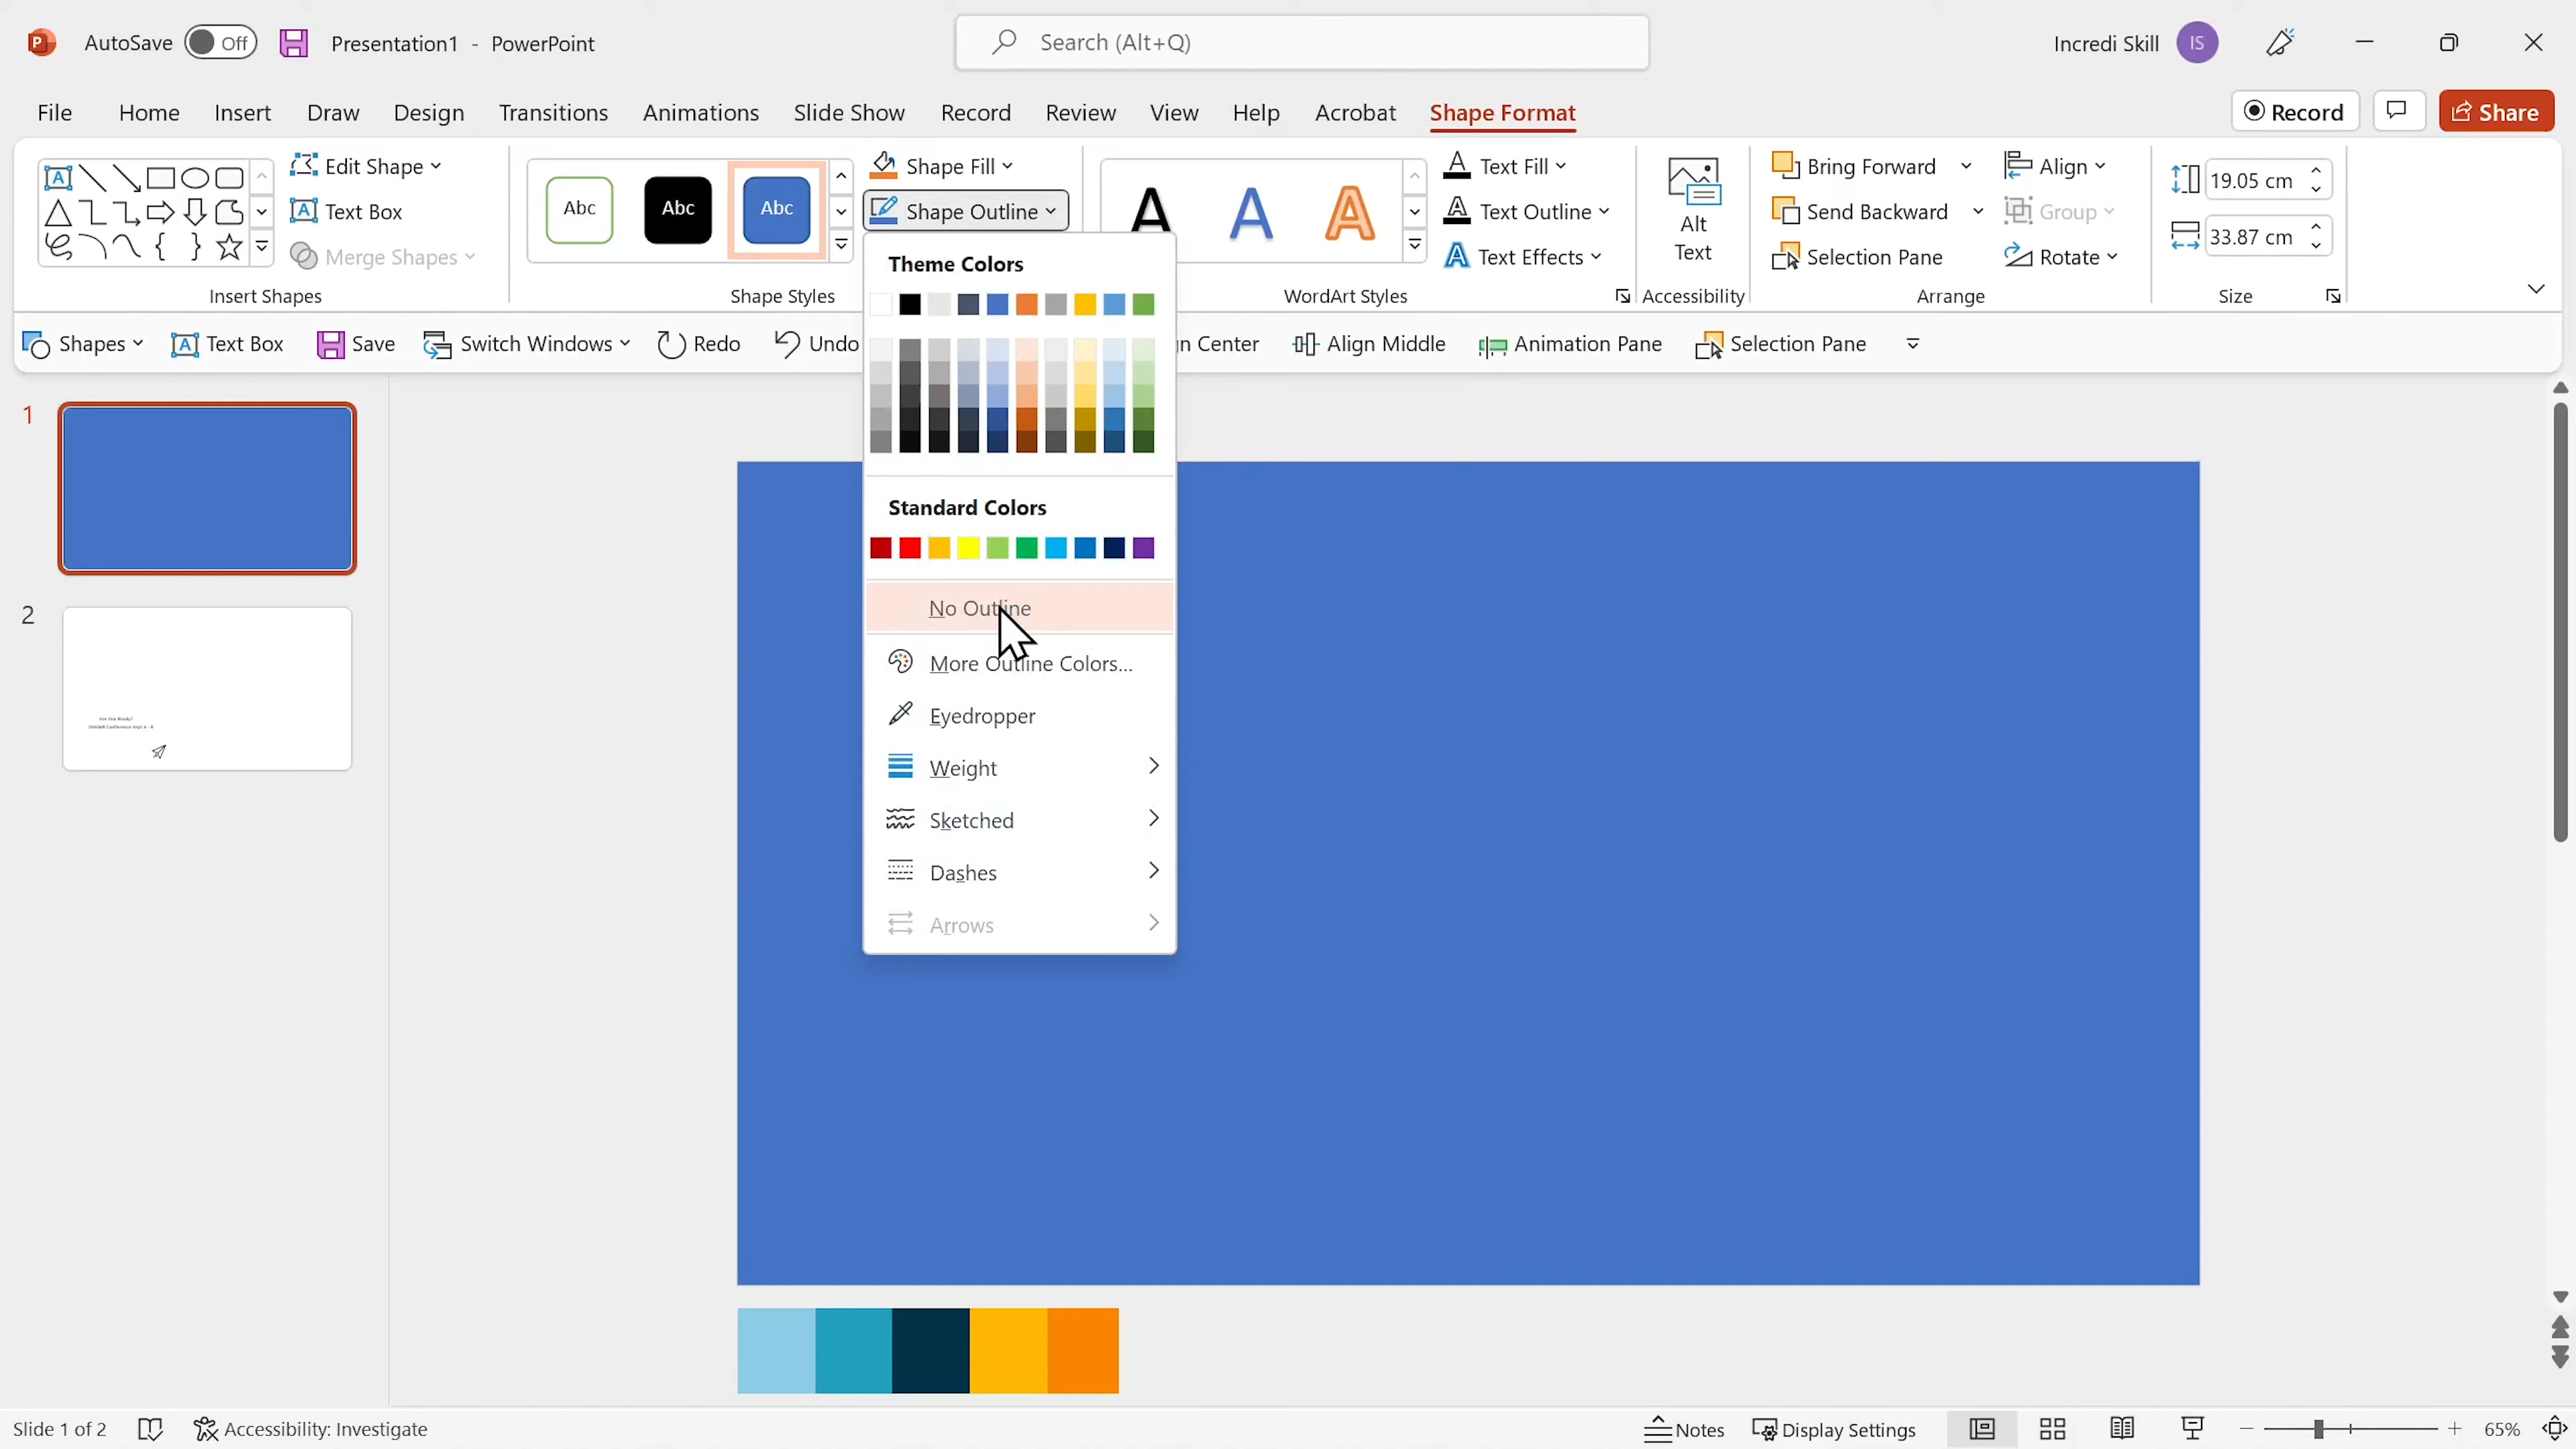 AutoSave Off Presentation1 - PowerPoint Search (Alt+Q) Incredi Skill IS
File Home Insert Draw Design Transitions Animations Slide Show Record Review View Help Acrobat Shape Format Record Share
Edit Shape
Text Box
Merge Shapes
Insert Shapes
Abc Abc Abc
Shape Styles
Shape Fill
Shape Outline
A A A
WordArt Styles
Text Fill
Text Outline
Text Effects
Alt
Text
Accessibility
Bring Forward
Send Backward
Selection Pane
Align
Group
Rotate
Arrange
19.05 cm
33.87 cm
Size
Shapes Text Box Save Switch Windows Redo Undo n Center Align Middle Animation Pane Selection Pane
Theme Colors
Standard Colors
No Outline
More Outline Colors...
Eyedropper
Weight
Sketched
Dashes
Arrows
1
2
Are You Ready?
Slide 1 of 2 Accessibility: Investigate Notes Display Settings 65%